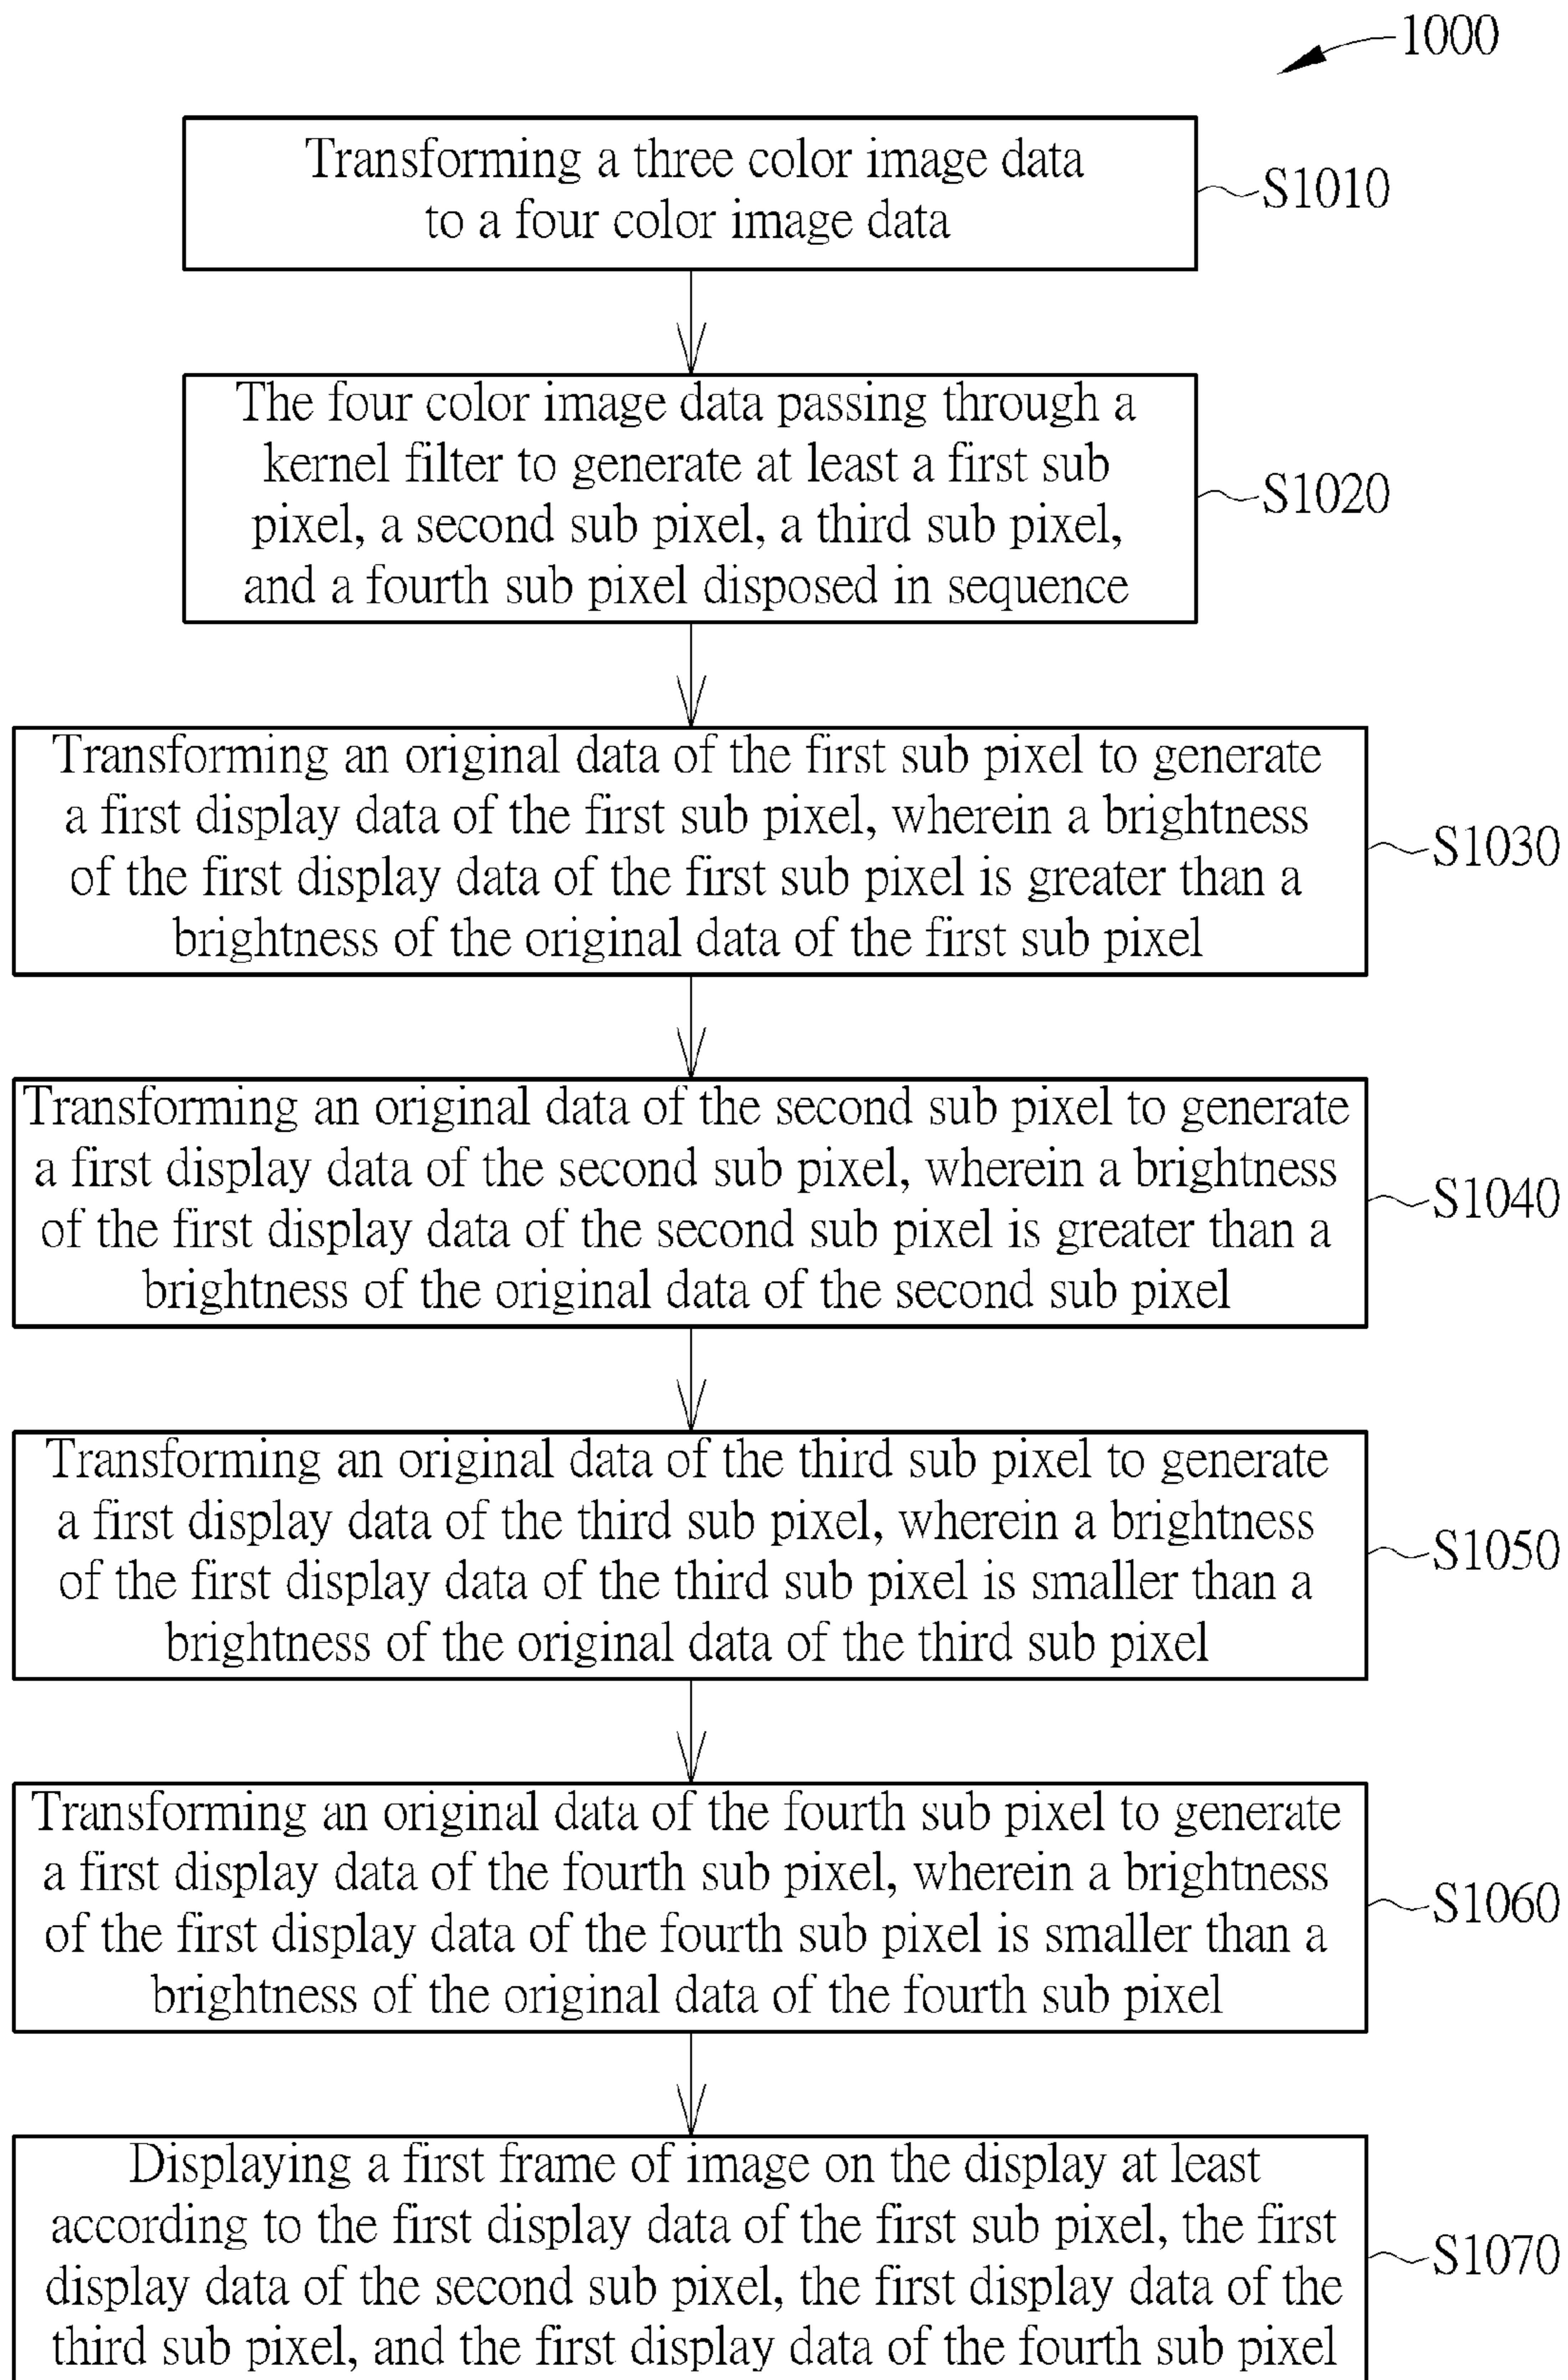 1000
Transforming a three color image data
to a four color image data
S1010
The four color image data passing through a
kernel filter to generate at least a first sub
pixel, a second sub pixel, a third sub pixel,
and a fourth sub pixel disposed in sequence
S1020
Transforming an original data of the first sub pixel to generate
a first display data of the first sub pixel, wherein a brightness
of the first display data of the first sub pixel is greater than a
brightness of the original data of the first sub pixel
S1030
Transforming an original data of the second sub pixel to generate
a first display data of the second sub pixel, wherein a brightness
of the first display data of the second sub pixel is greater than a
brightness of the original data of the second sub pixel
S1040
Transforming an original data of the third sub pixel to generate
a first display data of the third sub pixel, wherein a brightness
of the first display data of the third sub pixel is smaller than a
brightness of the original data of the third sub pixel
S1050
Transforming an original data of the fourth sub pixel to generate
a first display data of the fourth sub pixel, wherein a brightness
of the first display data of the fourth sub pixel is smaller than a
brightness of the original data of the fourth sub pixel
S1060
Displaying a first frame of image on the display at least
according to the first display data of the first sub pixel, the first
display data of the second sub pixel, the first display data of the
third sub pixel, and the first display data of the fourth sub pixel
S1070